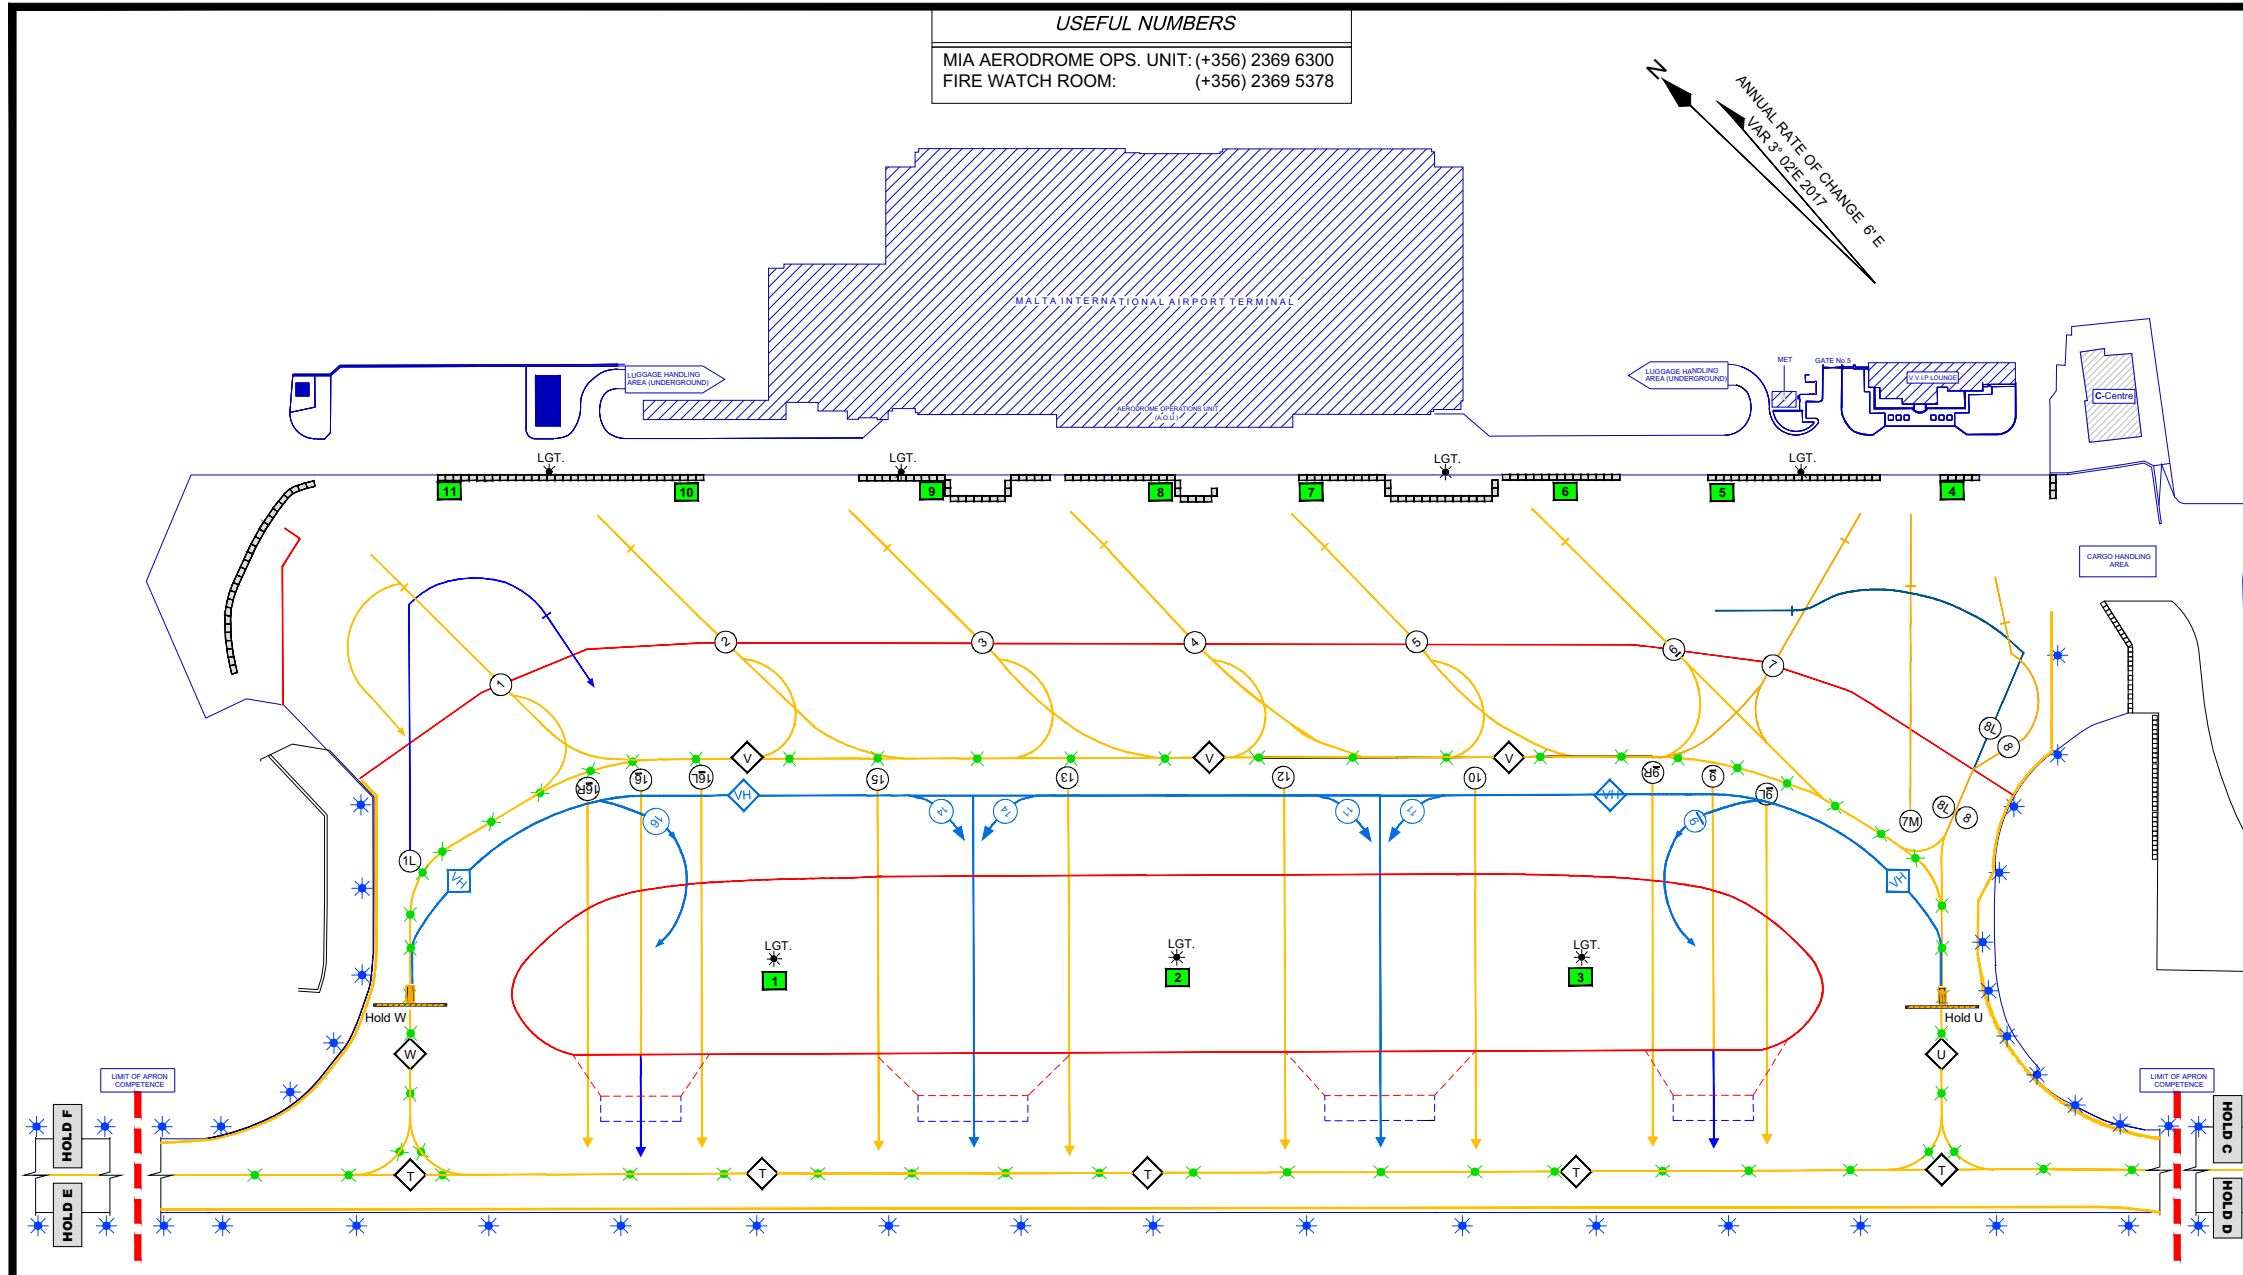 USEFUL NUMBERS
MIA AERODROME OPS. UNIT: (+356) 2369 6300
FIRE WATCH ROOM: (+356) 2369 5378
N
ANNUAL RATE OF CHANGE 6' E
VAR 3° 02'E 2017
MALTA INTERNATIONAL AIRPORT TERMINAL
LUGGAGE HANDLING
AREA (UNDERGROUND)
AERODROME OPERATIONS UNIT
(A.O.U.)
LUGGAGE HANDLING
AREA (UNDERGROUND)
MET
GATE No.5
V.V.I.P LOUNGE
C-Centre
LGT.
LGT.
LGT.
LGT.
11
10
9
8
7
6
5
4
CARGO HANDLING
AREA
1
2
3
4
5
6
7
8L
8
V
V
V
16R
16
16L
15
13
12
10
9R
9
9L
VH
VH
16
14
14
11
11
9
7M
8L
8
1L
VH
VH
LGT.
LGT.
LGT.
1
2
3
Hold W
Hold U
W
U
LIMIT OF APRON
COMPETENCE
LIMIT OF APRON
COMPETENCE
HOLD F
HOLD C
T
T
T
T
T
HOLD E
HOLD D